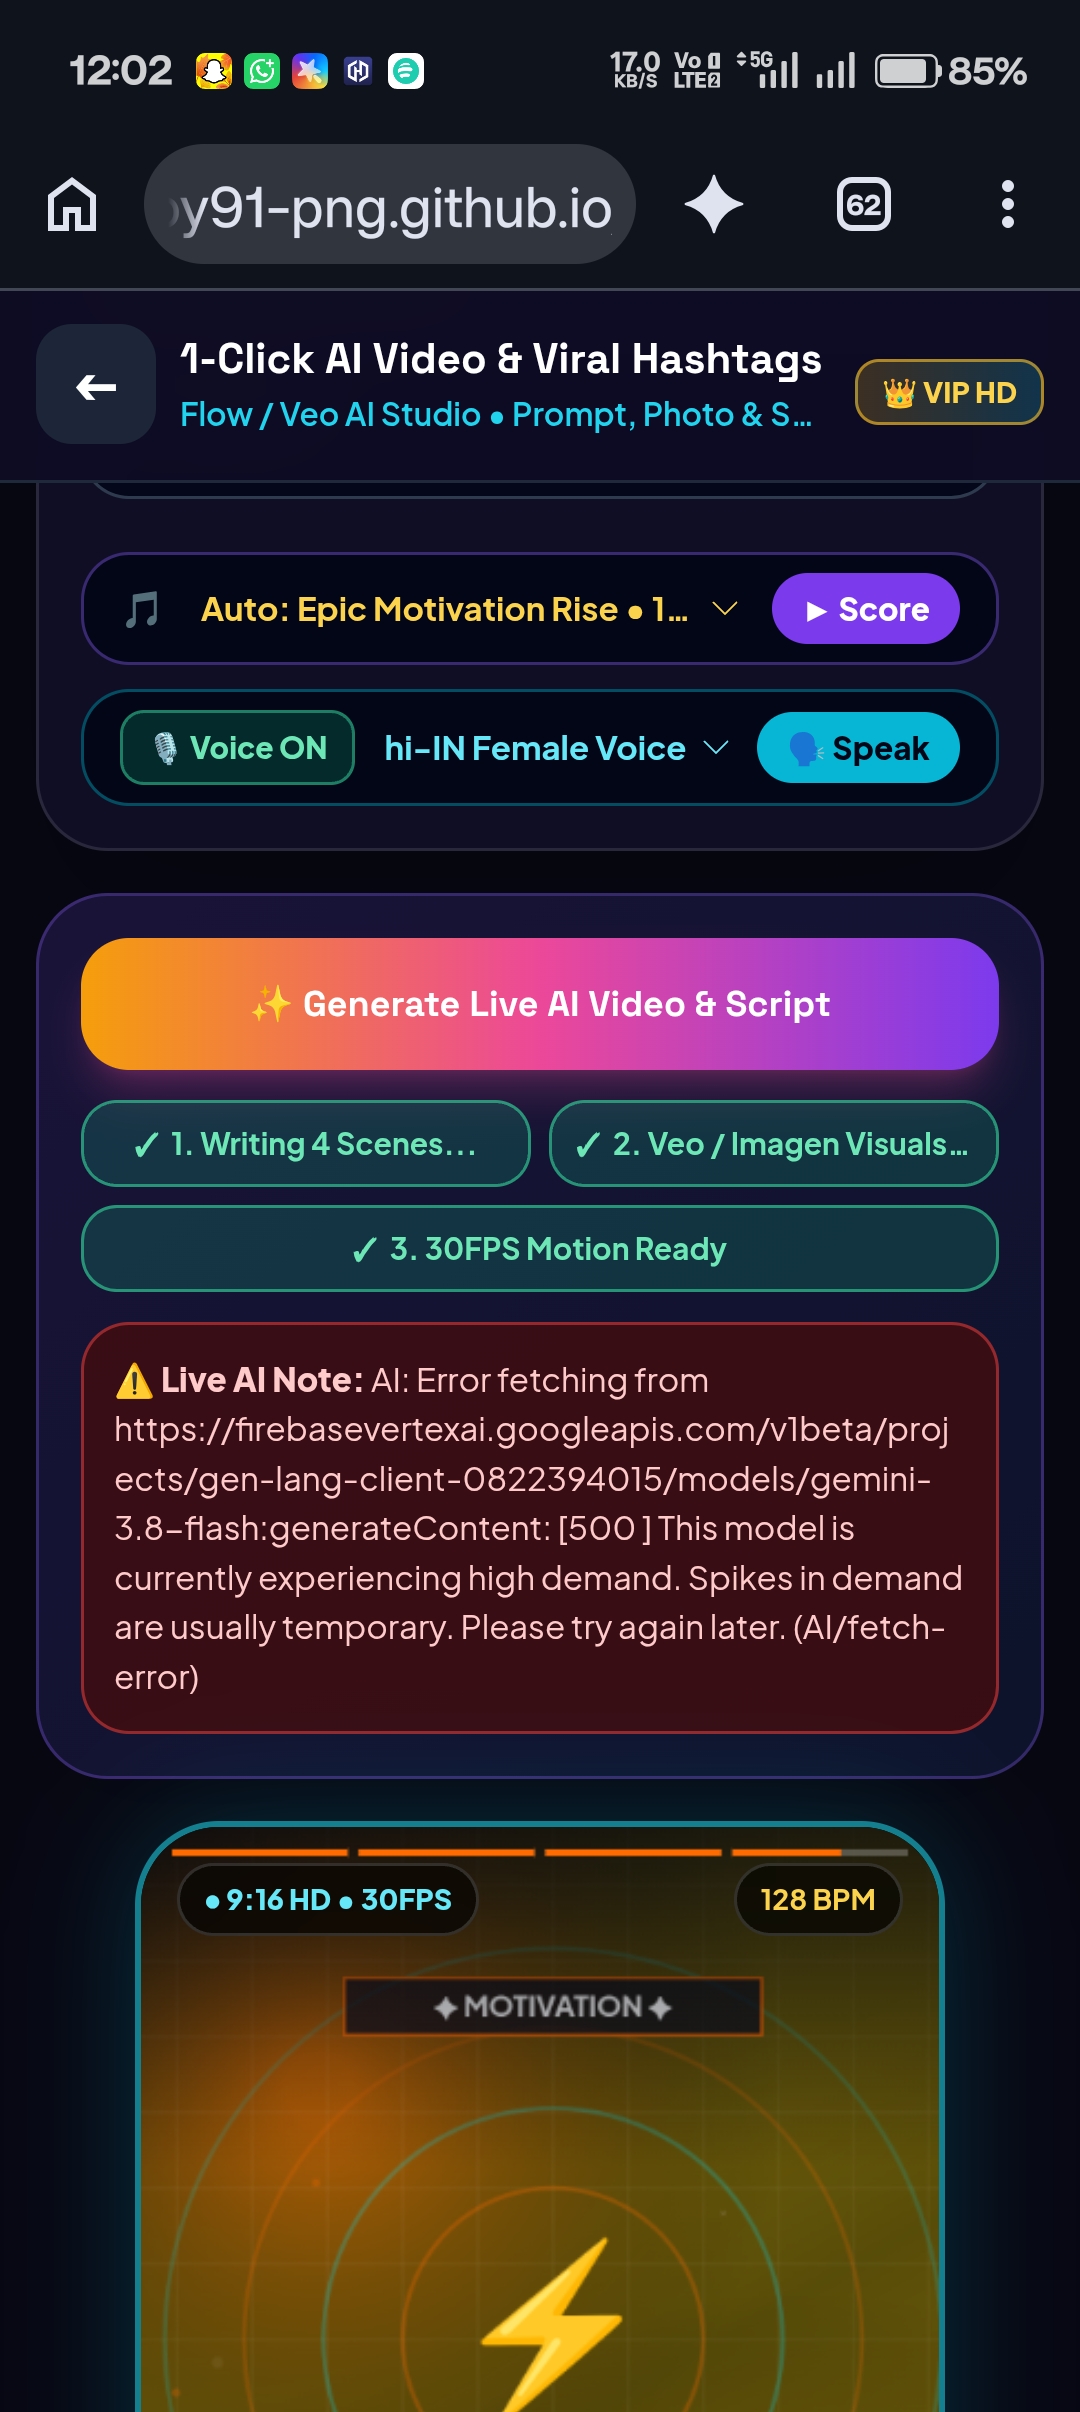 12:02
17.0 KB/S Vo LTE 1 2 5G 85%
y91-png.github.io
62
1-Click AI Video & Viral Hashtags
Flow / Veo AI Studio • Prompt, Photo & S...
👑 VIP HD
🎵 Auto: Epic Motivation Rise • 1... ▶ Score
🎙️ Voice ON hi-IN Female Voice 🗣️ Speak
✨ Generate Live AI Video & Script
✓ 1. Writing 4 Scenes...
✓ 2. Veo / Imagen Visuals...
✓ 3. 30FPS Motion Ready
⚠️ Live AI Note: AI: Error fetching from
https://firebasevertexai.googleapis.com/v1beta/proj
ects/gen-lang-client-0822394015/models/gemini-
3.8-flash:generateContent: [500 ] This model is
currently experiencing high demand. Spikes in demand
are usually temporary. Please try again later. (AI/fetch-
error)
● 9:16 HD ● 30FPS
128 BPM
✦ MOTIVATION ✦